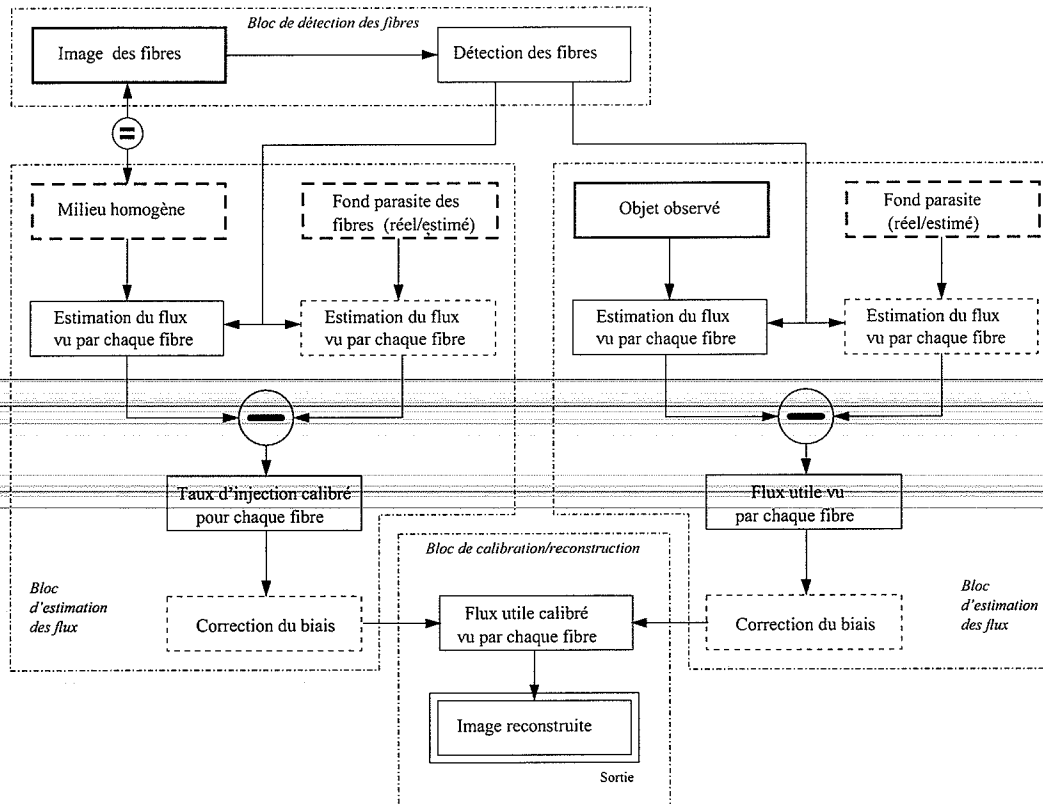 Bloc de détection des fibres
Image des fibres
Détection des fibres
=
Milieu homogène
Fond parasite des
fibres (réel/estimé)
Objet observé
Fond parasite
(réel/estimé)
Estimation du flux
vu par chaque fibre
Estimation du flux
vu par chaque fibre
Estimation du flux
vu par chaque fibre
Estimation du flux
vu par chaque fibre
Taux d'injection calibré
pour chaque fibre
Flux utile vu
par chaque fibre
Bloc de calibration/reconstruction
Bloc
d'estimation
des flux
Correction du biais
Flux utile calibré
vu par chaque fibre
Correction du biais
Bloc
d'estimation
des flux
Image reconstruite
Sortie